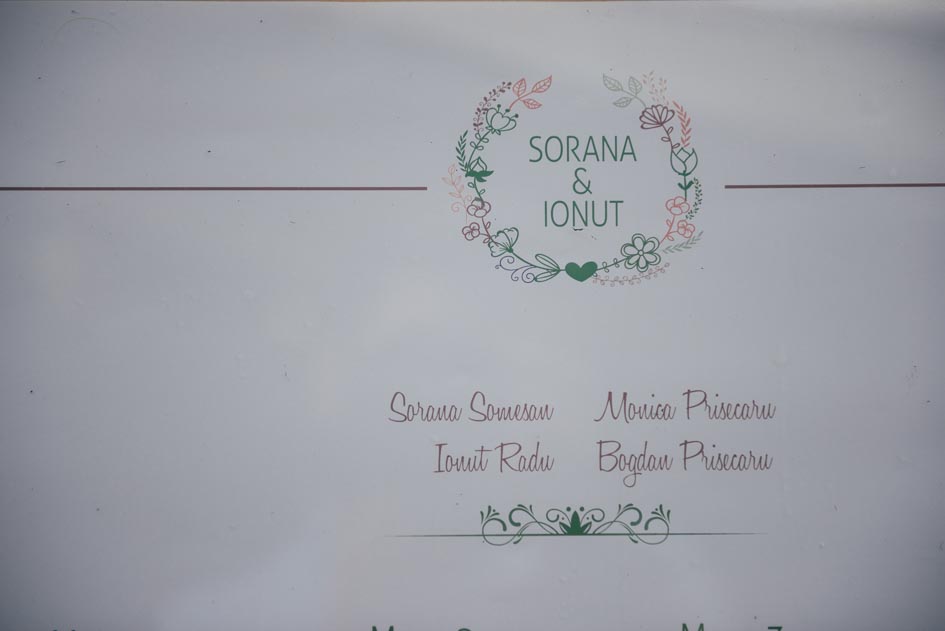 SORANA
&
IONUT
Sorana Somesan Monica Prisecaru
Ionut Radu Bogdan Prisecaru